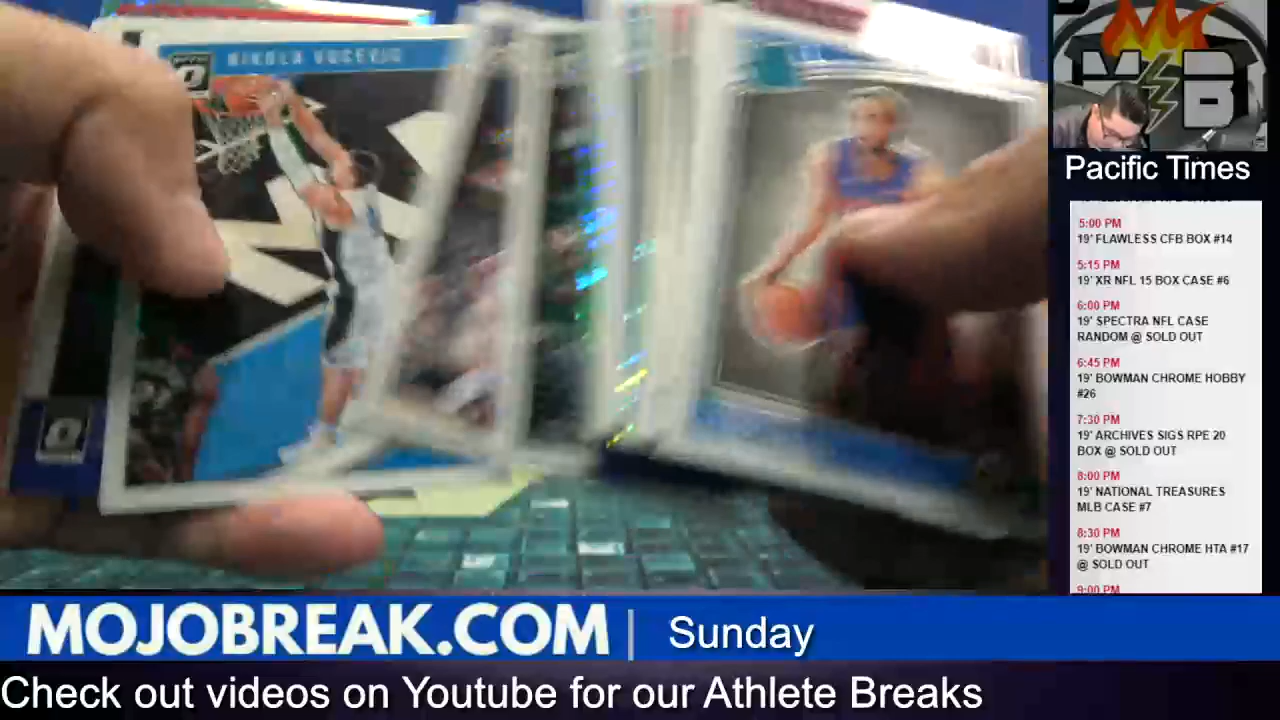 NIKOLA VUCEVIC
M B
Pacific Times
5:00 PM
19' FLAWLESS CFB BOX #14
5:15 PM
19' XR NFL 15 BOX CASE #6
6:00 PM
19' SPECTRA NFL CASE
RANDOM @ SOLD OUT
6:45 PM
19' BOWMAN CHROME HOBBY
#26
7:30 PM
19' ARCHIVES SIGS RPE 20
BOX @ SOLD OUT
8:00 PM
19' NATIONAL TREASURES
MLB CASE #7
8:30 PM
19' BOWMAN CHROME HTA #17
@ SOLD OUT
9:00 PM
MOJOBREAK.COM | Sunday
Check out videos on Youtube for our Athlete Breaks